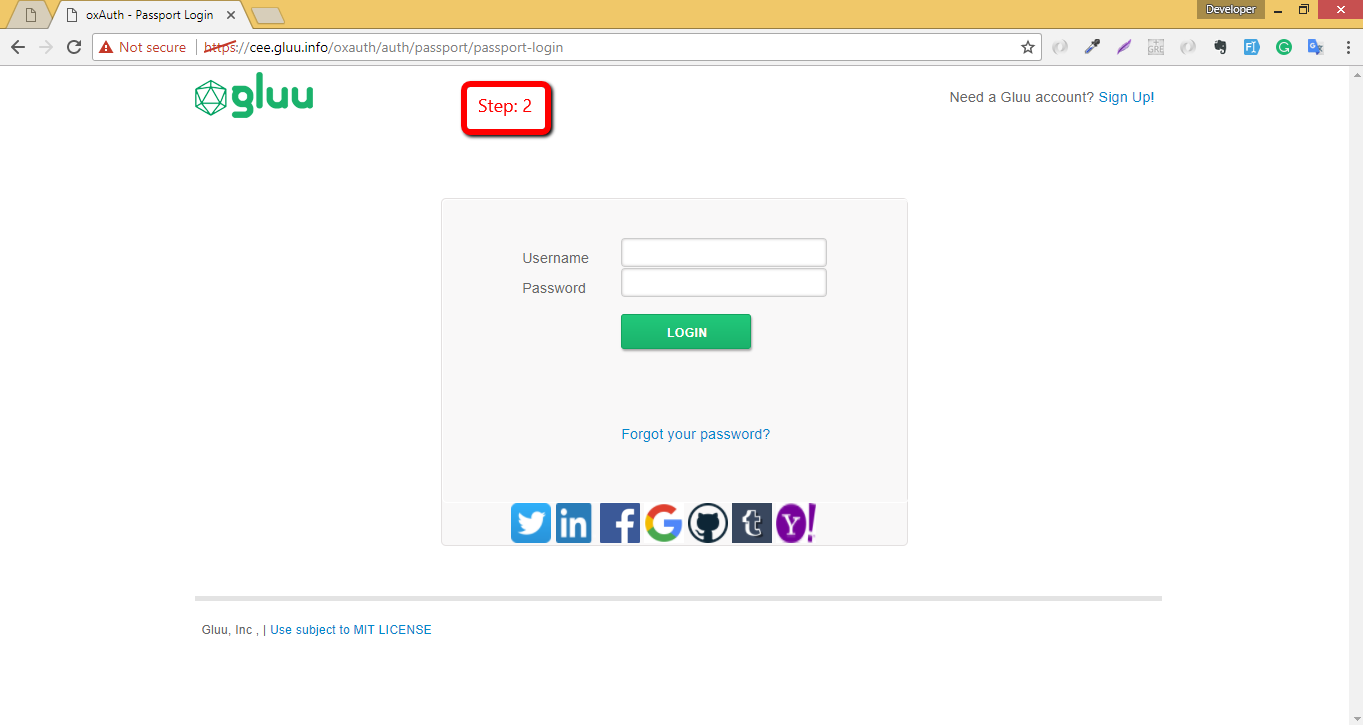 oxAuth - Passport Login
Developer
Not secure https://cee.gluu.info/oxauth/auth/passport/passport-login
gluu
Step: 2
Need a Gluu account? Sign Up!
Username
Password
LOGIN
Forgot your password?
Gluu, Inc , | Use subject to MIT LICENSE